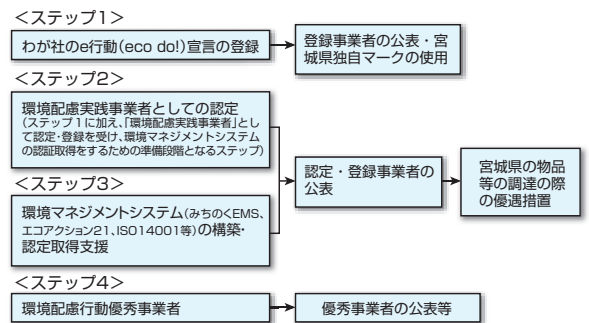 ＜ステップ1＞
わが社のe行動(eco do!)宣言の登録
登録事業者の公表・宮
城県独自マークの使用
＜ステップ2＞
環境配慮実践事業者としての認定
(ステップ1に加え、「環境配慮実践事業者」とし
て認定・登録を受け、環境マネジメントシステム
の認証取得をするための準備段階となるステップ)
認定・登録事業者の
公表
宮城県の物品
等の調達の際
の優遇措置
＜ステップ3＞
環境マネジメントシステム(みちのくEMS、
エコアクション21、ISO14001等)の構築・
認定取得支援
＜ステップ4＞
環境配慮行動優秀事業者
優秀事業者の公表等